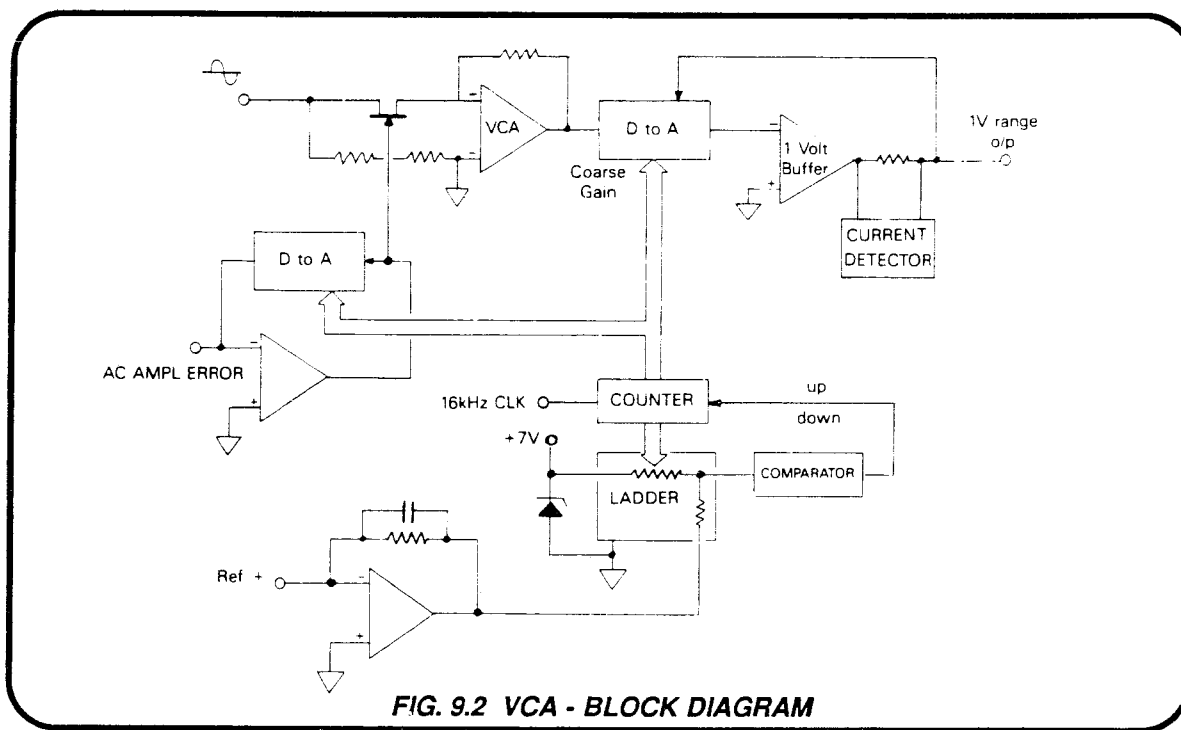 VCA
D to A
Coarse
Gain
-
1 Volt
Buffer
+
1V range
o/p
CURRENT
DETECTOR
D to A
AC AMPL ERROR
-
+
16kHz CLK
COUNTER
up
down
+7V
LADDER
COMPARATOR
Ref +
-
+
FIG. 9.2 VCA - BLOCK DIAGRAM